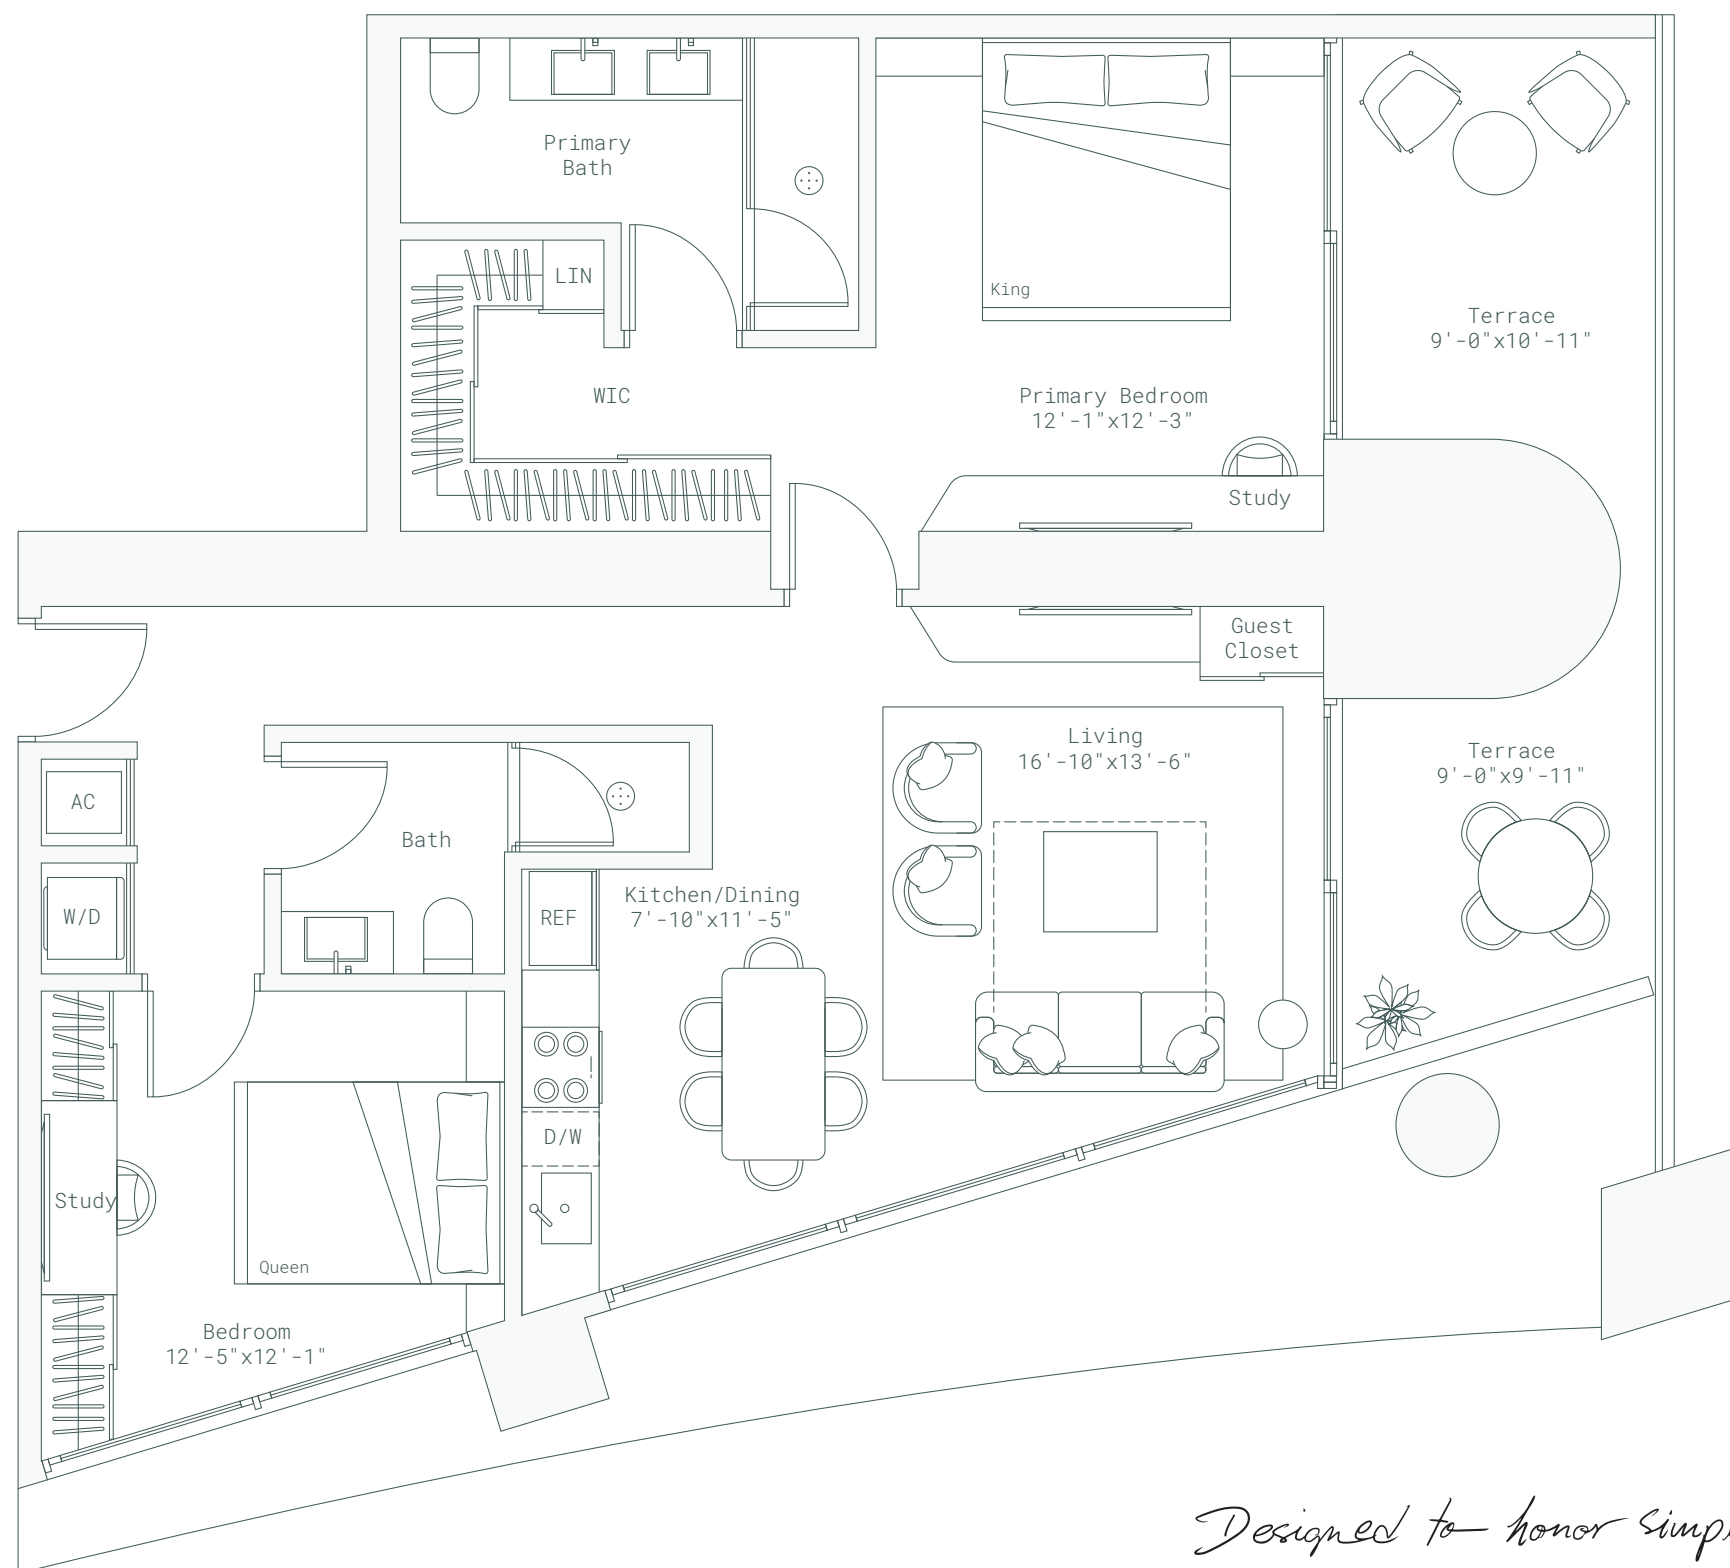 Primary
Bath
LIN
WIC
King
Primary Bedroom
12'-1"x12'-3"
Study
Terrace
9'-0"x10'-11"
Guest
Closet
Living
16'-10"x13'-6"
Terrace
9'-0"x9'-11"
AC
W/D
Bath
REF
Kitchen/Dining
7'-10"x11'-5"
D/W
Study
Queen
Bedroom
12'-5"x12'-1"
Designed to honor